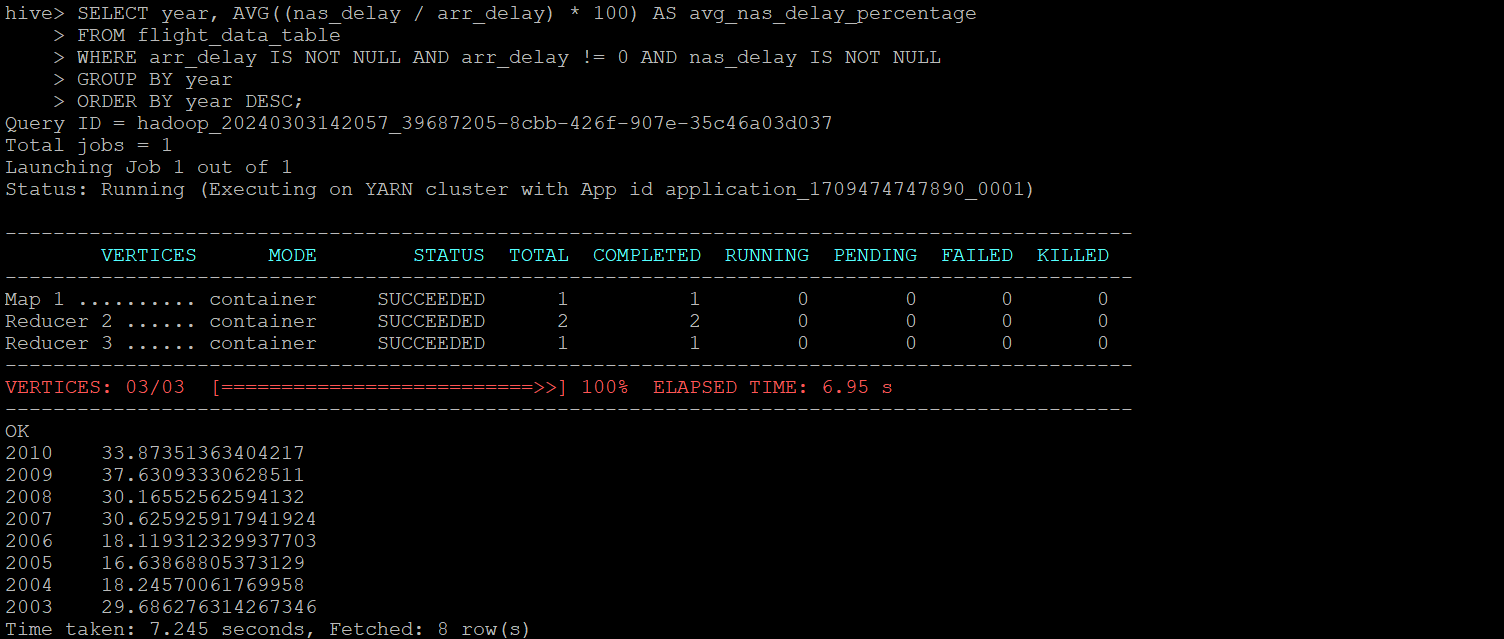 hive> SELECT year, AVG((nas_delay / arr_delay) * 100) AS avg_nas_delay_percentage
    > FROM flight_data_table
    > WHERE arr_delay IS NOT NULL AND arr_delay != 0 AND nas_delay IS NOT NULL
    > GROUP BY year
    > ORDER BY year DESC;
Query ID = hadoop_20240303142057_39687205-8cbb-426f-907e-35c46a03d037
Total jobs = 1
Launching Job 1 out of 1
Status: Running (Executing on YARN cluster with App id application_1709474747890_0001)
----------------------------------------------------------------------------------------------
        VERTICES      MODE        STATUS  TOTAL  COMPLETED  RUNNING  PENDING  FAILED  KILLED
----------------------------------------------------------------------------------------------
Map 1 .......... container     SUCCEEDED      1          1        0        0       0       0
Reducer 2 ...... container     SUCCEEDED      2          2        0        0       0       0
Reducer 3 ...... container     SUCCEEDED      1          1        0        0       0       0
----------------------------------------------------------------------------------------------
VERTICES: 03/03  [==========================>>] 100%  ELAPSED TIME: 6.95 s
----------------------------------------------------------------------------------------------
OK
2010    33.87351363404217
2009    37.63093330628511
2008    30.16552562594132
2007    30.625925917941924
2006    18.119312329937703
2005    16.63868805373129
2004    18.24570061769958
2003    29.686276314267346
Time taken: 7.245 seconds, Fetched: 8 row(s)